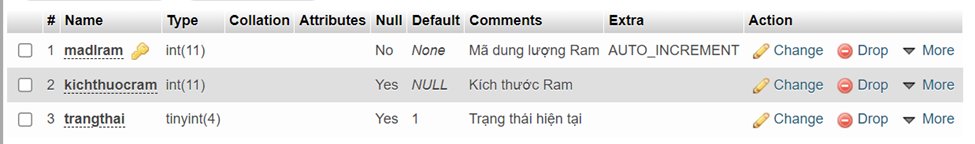 # Name Type Collation Attributes Null Default Comments Extra Action
1 madlram int(11) No None Mã dung lượng Ram AUTO_INCREMENT Change Drop More
2 kichthuocram int(11) Yes NULL Kích thước Ram Change Drop More
3 trangthai tinyint(4) Yes 1 Trạng thái hiện tại Change Drop More